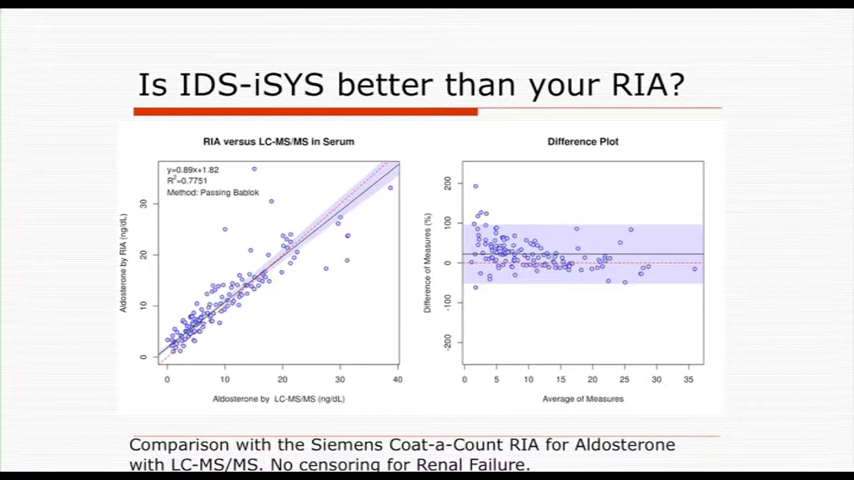 Is IDS-iSYS better than your RIA?
RIA versus LC-MS/MS in Serum
y=0.89x+1.82
R2=0.7751
Method: Passing Bablok
Aldosterone by RIA (ng/dL)
0
10
20
30
0 10 20 30 40
Aldosterone by LC-MS/MS (ng/dL)
Difference Plot
Difference of Measures (%)
-200
-100
0
100
200
0 5 10 15 20 25 30 35
Average of Measures
Comparison with the Siemens Coat-a-Count RIA for Aldosterone
with LC-MS/MS. No censoring for Renal Failure.